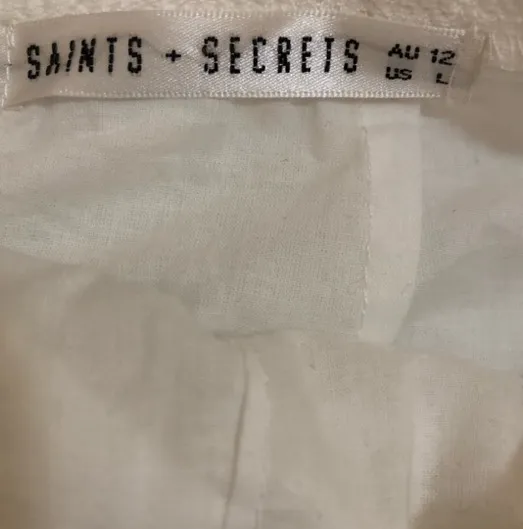 SAINTS + SECRETS
AU 12
US L